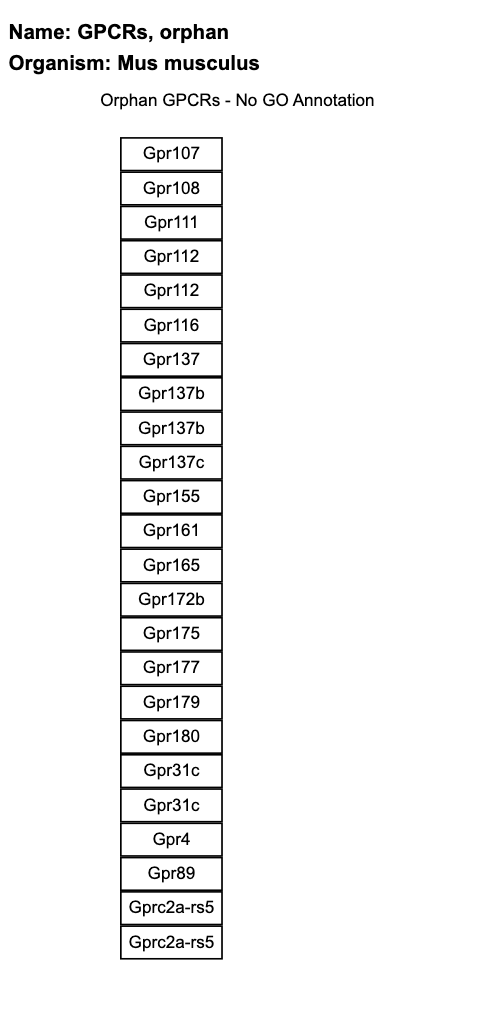 Name: GPCRs, orphan
Organism: Mus musculus
Orphan GPCRs - No GO Annotation
Gpr107
Gpr108
Gpr111
Gpr112
Gpr112
Gpr116
Gpr137
Gpr137b
Gpr137b
Gpr137c
Gpr155
Gpr161
Gpr165
Gpr172b
Gpr175
Gpr177
Gpr179
Gpr180
Gpr31c
Gpr31c
Gpr4
Gpr89
Gprc2a-rs5
Gprc2a-rs5